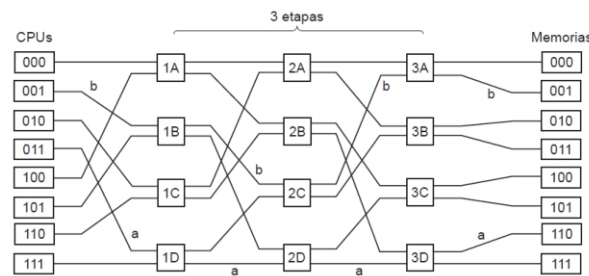 3 etapas
CPUs
Memorias
000 1A 2A 3A 000
001 b b b 001
010 1B 2B 3B 010
011 011
100 b 100
101 1C 2C 3C 101
110 a a 110
111 1D a 2D a 3D 111